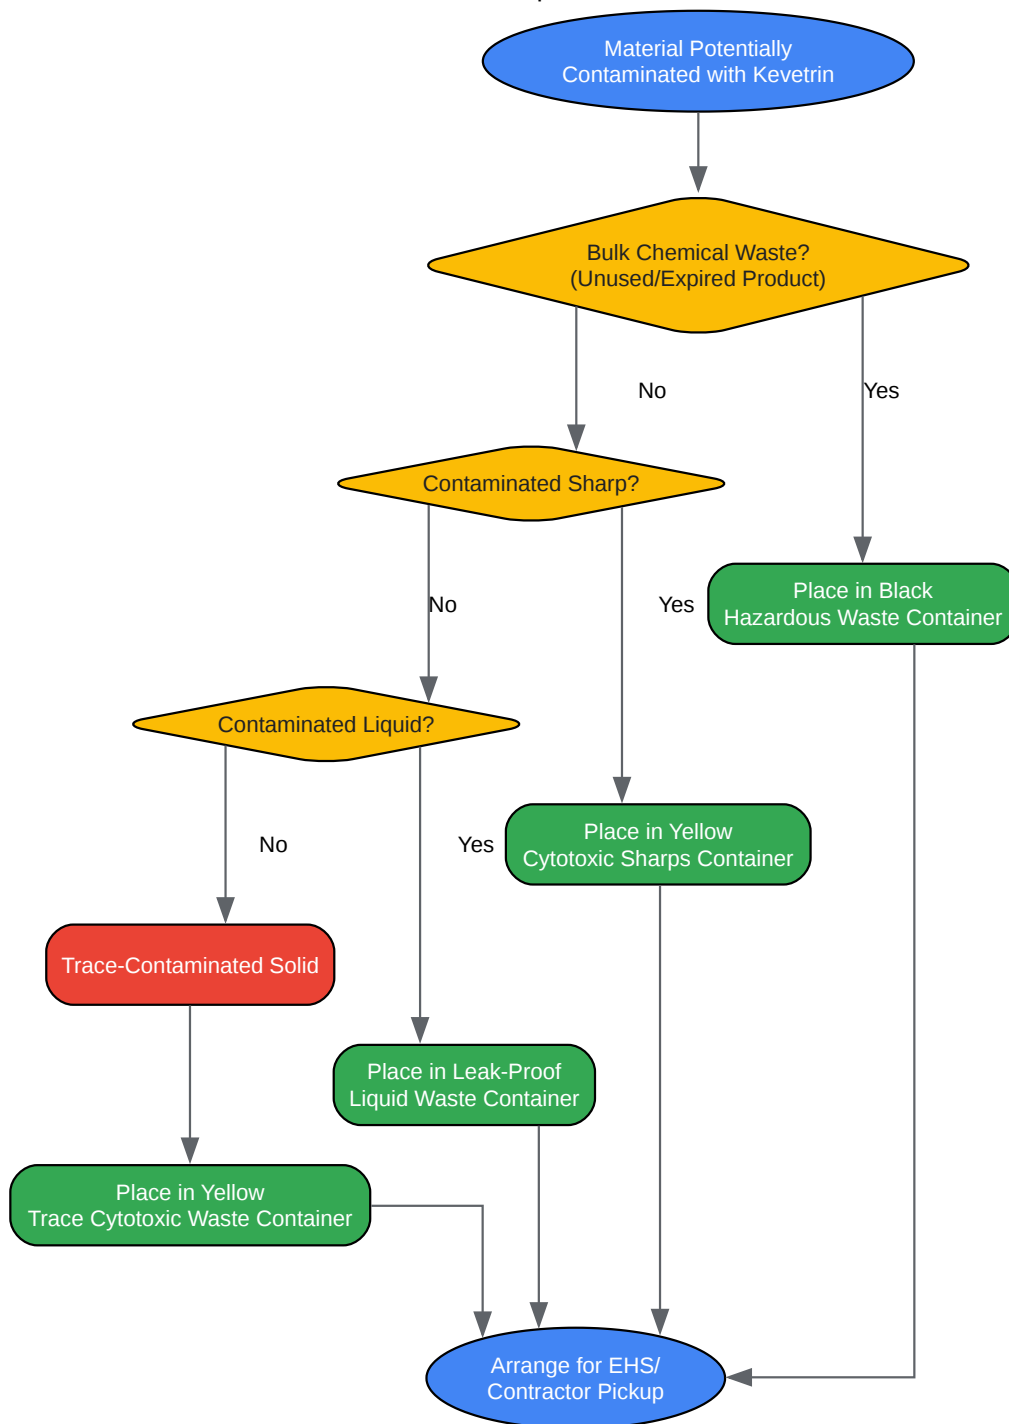 Material Potentially
Contaminated with Kevetrin
Bulk Chemical Waste?
(Unused/Expired Product)
No
Yes
Contaminated Sharp?
Place in Black
Hazardous Waste Container
No
Yes
Contaminated Liquid?
Place in Yellow
Cytotoxic Sharps Container
No
Yes
Trace-Contaminated Solid
Place in Leak-Proof
Liquid Waste Container
Place in Yellow
Trace Cytotoxic Waste Container
Arrange for EHS/
Contractor Pickup